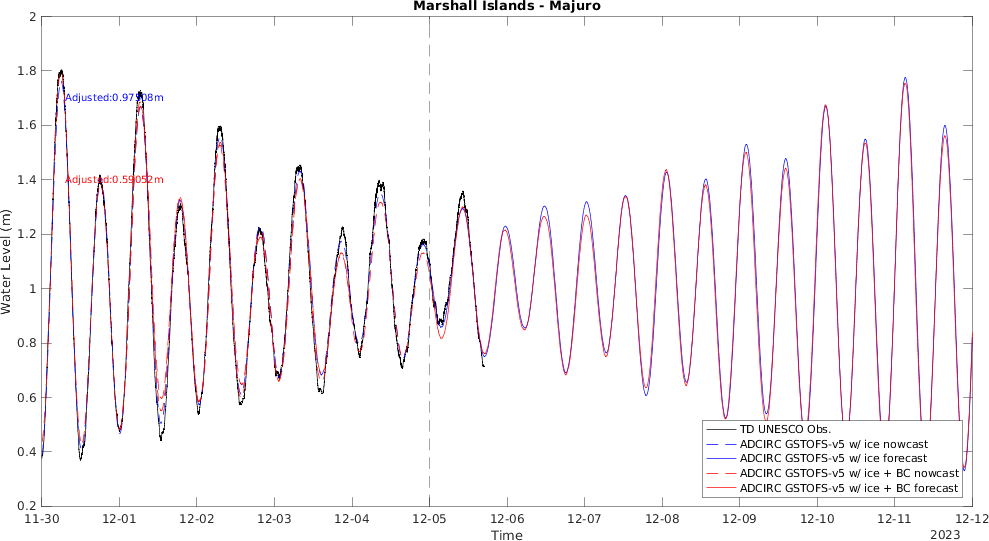 Marshall Islands - Majuro
Water Level (m)
2
1.8
1.6
1.4
1.2
1
0.8
0.6
0.4
0.2
Adjusted:0.97508m
Adjusted:0.59052m
TD UNESCO Obs.
ADCIRC GSTOFS-v5 w/ ice nowcast
ADCIRC GSTOFS-v5 w/ ice forecast
ADCIRC GSTOFS-v5 w/ ice + BC nowcast
ADCIRC GSTOFS-v5 w/ ice + BC forecast
11-30 12-01 12-02 12-03 12-04 12-05 12-06 12-07 12-08 12-09 12-10 12-11 12-12
Time
2023